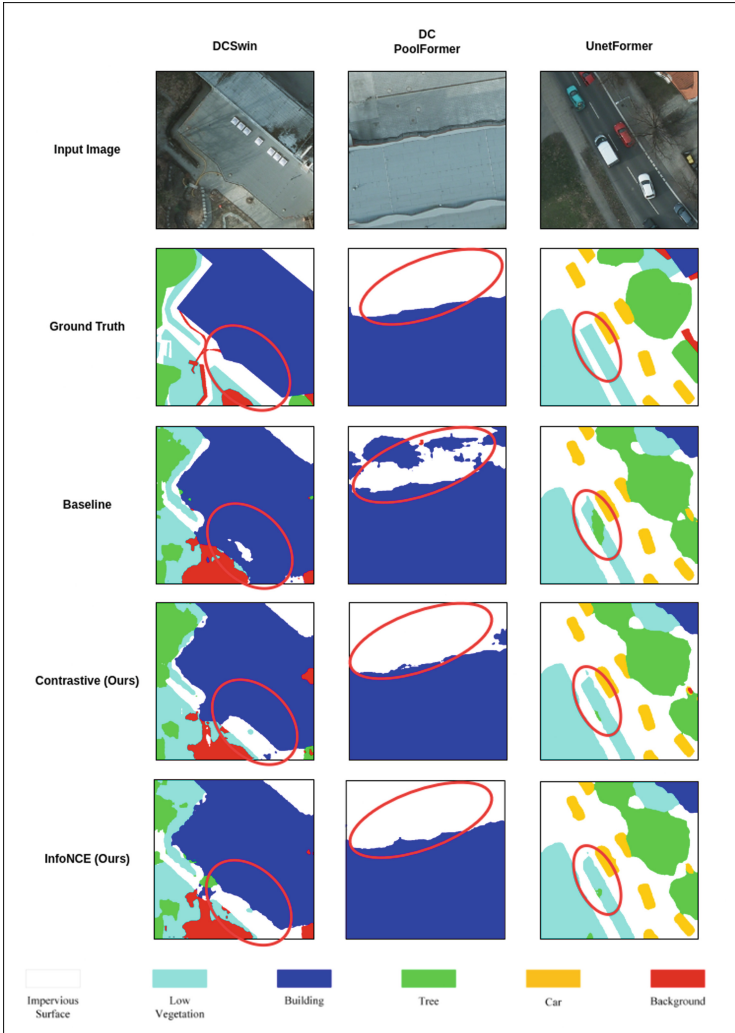 DCSwin
DC
PoolFormer
UnetFormer
Input Image
Ground Truth
Baseline
Contrastive (Ours)
InfoNCE (Ours)
Impervious
Surface
Low
Vegetation
Building
Tree
Car
Background